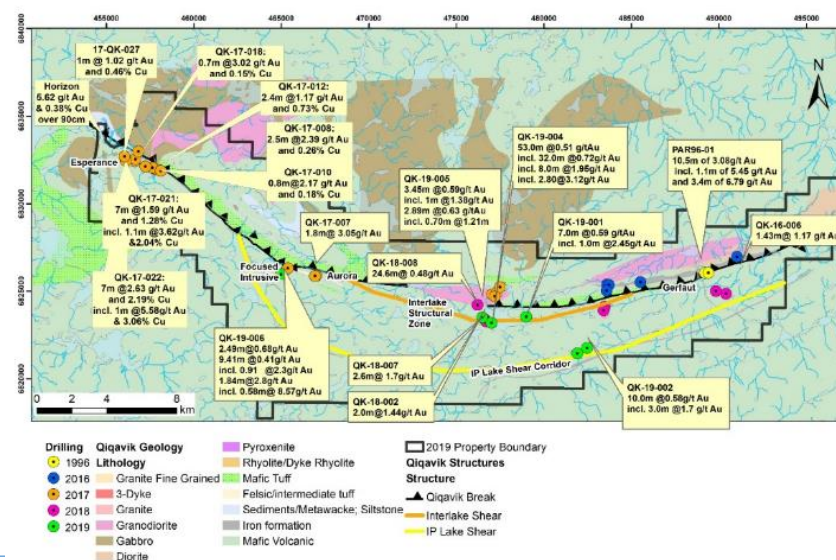 455000
460000
465000
470000
475000
480000
485000
490000
495000
6840000
6835000
6830000
6825000
6820000
17-QK-027
1m @ 1.02 g/t Au
and 0.46% Cu
QK-17-018:
0.7m @3.02 g/t Au
and 0.15% Cu
Horizon
5.62 g/t Au
& 0.38% Cu
over 90cm
QK-17-012:
2.4m @1.17 g/t Au
and 0.73% Cu
QK-17-008:
2.5m @2.39 g/t Au
and 0.26% Cu
QK-17-010
0.8m@2.17 g/t Au
and 0.18% Cu
Esperance
QK-17-021:
7m @1.59 g/t Au
and 1.28% Cu
incl. 1.1m @3.62g/t Au
&2.04% Cu
QK-17-022:
7m @2.63 g/t Au
and 2.19% Cu
incl. 1m @5.58g/t Au
& 3.06% Cu
QK-17-007
1.8m @ 3.05g/t Au
Focused
Intrusive
Aurora
QK-19-006
2.49m@0.68g/t Au
9.41m @0.41g/t Au
incl. 0.91 @2.3g/t Au
1.84m@2.8g/t Au
incl. 0.58m @ 8.57g/t Au
QK-18-008
24.6m @ 0.48g/t Au
QK-19-005
3.45m @0.59g/t Au
incl. 1m @1.38g/t Au
2.89m @0.63 g/tAu
incl. 0.70m @1.21m
QK-19-004
53.0m @0.51 g/tAu
incl. 32.0m @0.72g/t Au
incl. 8.0m @1.95g/t Au
incl. 2.80@3.12g/t Au
QK-19-001
7.0m @0.59 g/tAu
incl. 1.0m @2.45g/t Au
PAR96-01
10.5m of 3.08g/t Au
incl. 1.1m of 5.45 g/t Au
and 3.4m of 6.79 g/t Au
QK-16-006
1.43m@ 1.17 g/t Au
N
Interlake
Structural
Zone
Gerfaut
IP Lake Shear Corridor
QK-18-007
2.6m @ 1.7g/t Au
QK-18-002
2.0m @1.44g/t Au
QK-19-002
10.0m @0.58g/t Au
incl. 3.0m @1.7 g/t Au
0 2 4 8
km
Drilling
1996
2016
2017
2018
2019
Qiqavik Geology
Lithology
Granite Fine Grained
3-Dyke
Granite
Granodiorite
Gabbro
Diorite
Pyroxenite
Rhyolite/Dyke Rhyolite
Mafic Tuff
Felsic/intermediate tuff
Sediments/Metawacke; Siltstone
Iron formation
Mafic Volcanic
2019 Property Boundary
Qiqavik Structures
Structure
Qiqavik Break
Interlake Shear
IP Lake Shear